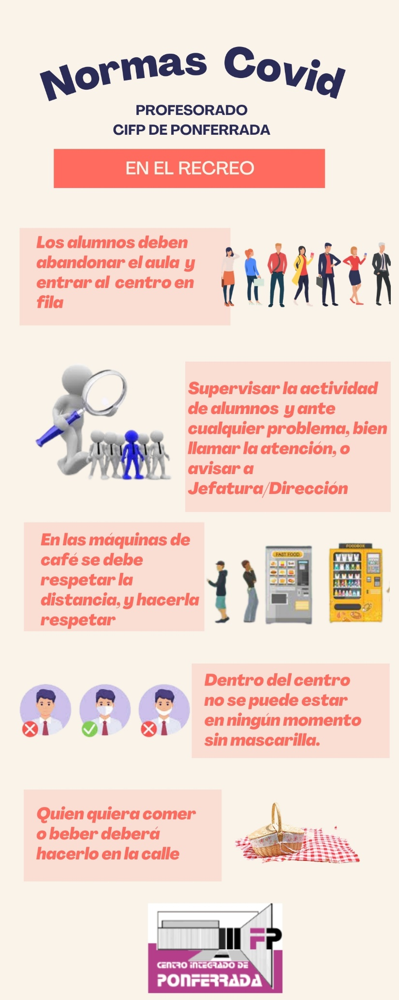 Normas Covid
PROFESORADO
CIFP DE PONFERRADA
EN EL RECREO
Los alumnos deben
abandonar el aula y
entrar al centro en
fila
Supervisar la actividad
de alumnos y ante
cualquier problema, bien
llamar la atención, o
avisar a
Jefatura/Dirección
En las máquinas de
café se debe
respetar la
distancia, y hacerla
respetar
FAST FOOD
FOODBOX
Dentro del centro
no se puede estar
en ningún momento
sin mascarilla.
Quien quiera comer
o beber deberá
hacerlo en la calle
FP
CENTRO INTEGRADO DE
PONFERRADA